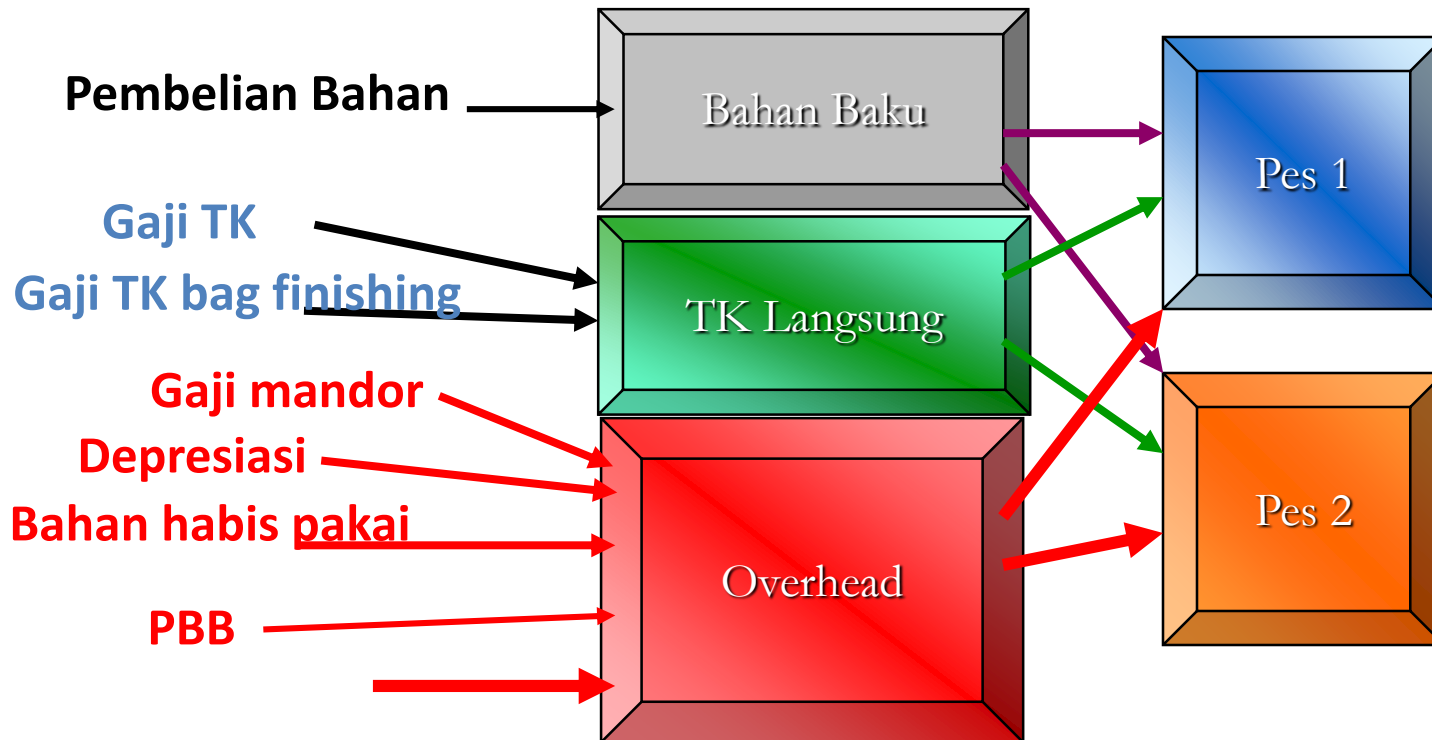 Pembelian Bahan
Gaji TK
Gaji TK bag finishing
Gaji mandor
Depresiasi
Bahan habis pakai
PBB
Bahan Baku
TK Langsung
Overhead
Pes 1
Pes 2